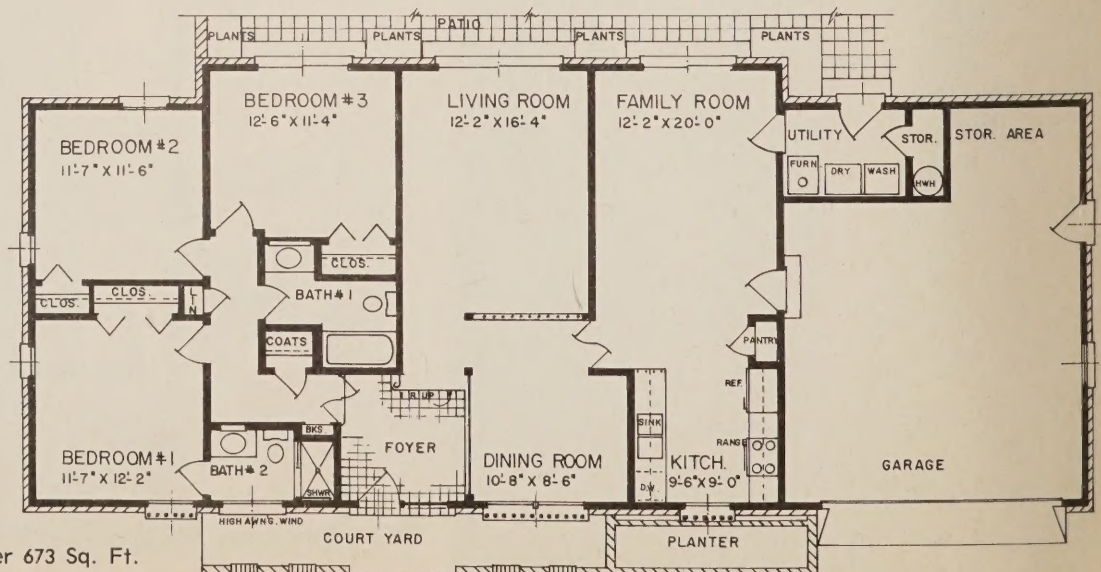 PATIO
PLANTS
PLANTS
PLANTS
PLANTS
BEDROOM #3
12'-6" X 11'-4"
LIVING ROOM
12'-2" X 16'-4"
FAMILY ROOM
12'-2" X 20'-0"
BEDROOM #2
11'-7" X 11'-6"
UTILITY
STOR.
STOR. AREA
FURN.
DRY
WASH
HWH
CLOS.
CLOS.
CLOS.
LIN
BATH #1
COATS
PANTRY
1 R UP
REF.
BKS.
FOYER
SINK
RANGE
BEDROOM #1
11'-7" X 12'-2"
BATH #2
SHWR
DINING ROOM
10'-8" X 8'-6"
KITCH.
9'-6" X 9'-0"
D.W.
GARAGE
HIGH AWNG. WIND
COURT YARD
PLANTER
er 673 Sq. Ft.